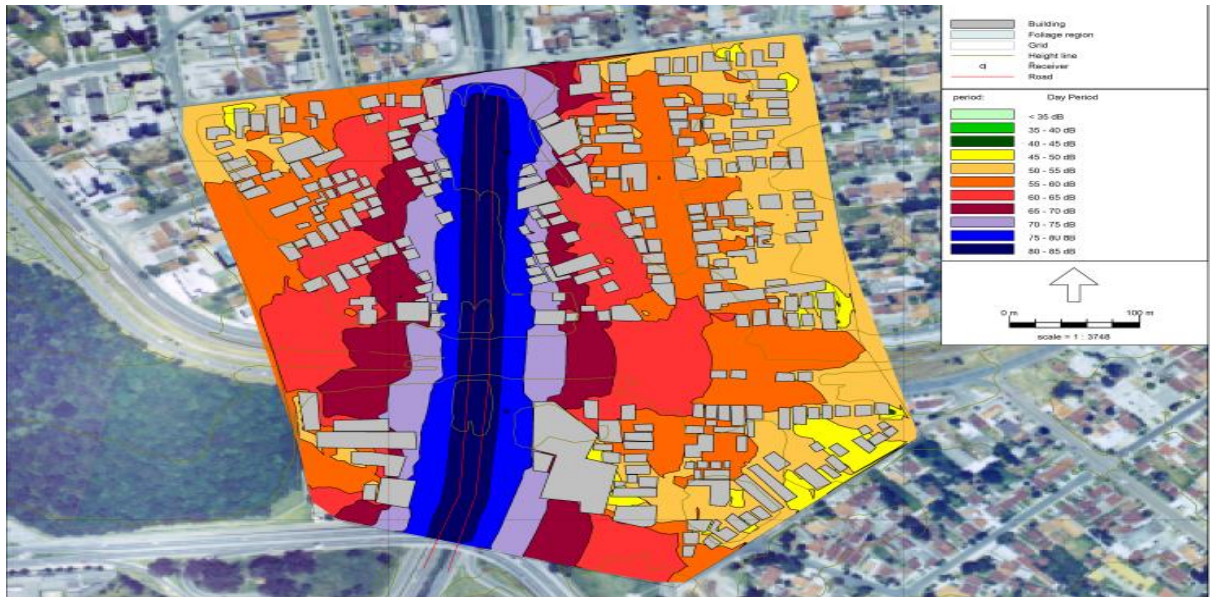 Building
Foliage region
Grid
Height line
Receiver
Road
period: Day Period
< 35 dB
35 - 40 dB
40 - 45 dB
45 - 50 dB
50 - 55 dB
55 - 60 dB
60 - 65 dB
65 - 70 dB
70 - 75 dB
75 - 80 dB
80 - 85 dB
0 m 100 m
scale = 1 : 3748